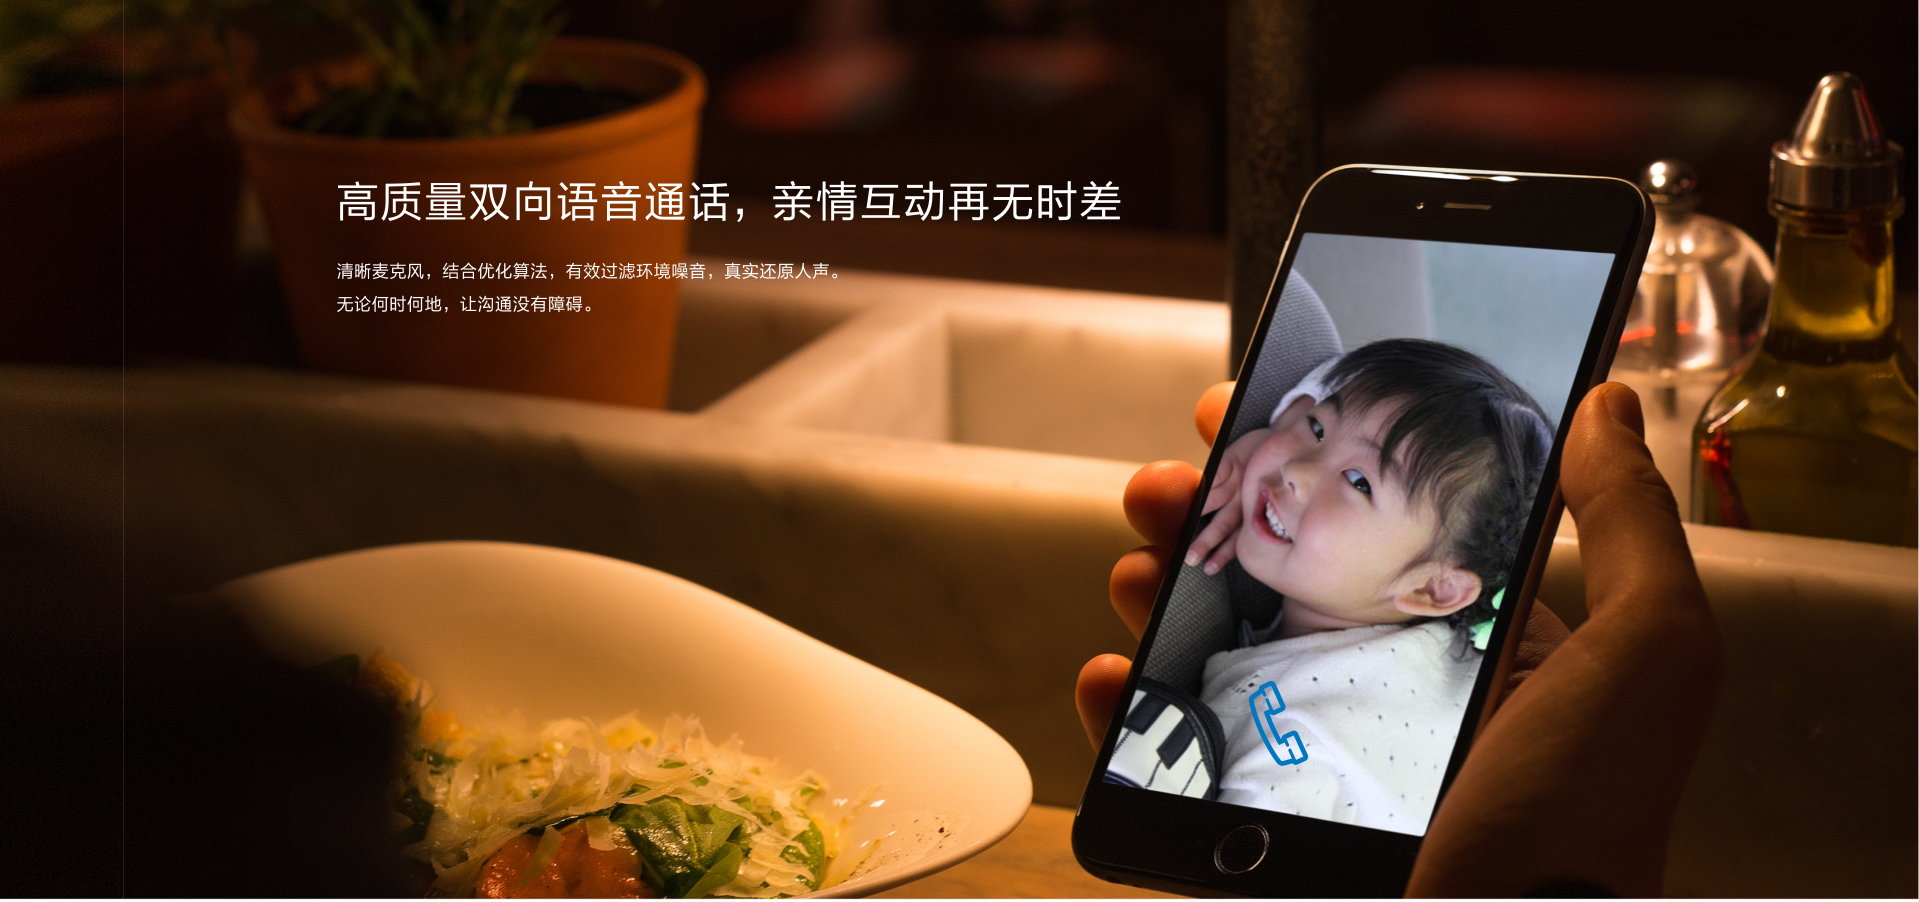 高质量双向语音通话，亲情互动再无时差
清晰麦克风，结合优化算法，有效过滤环境噪音，真实还原人声。
无论何时何地，让沟通没有障碍。